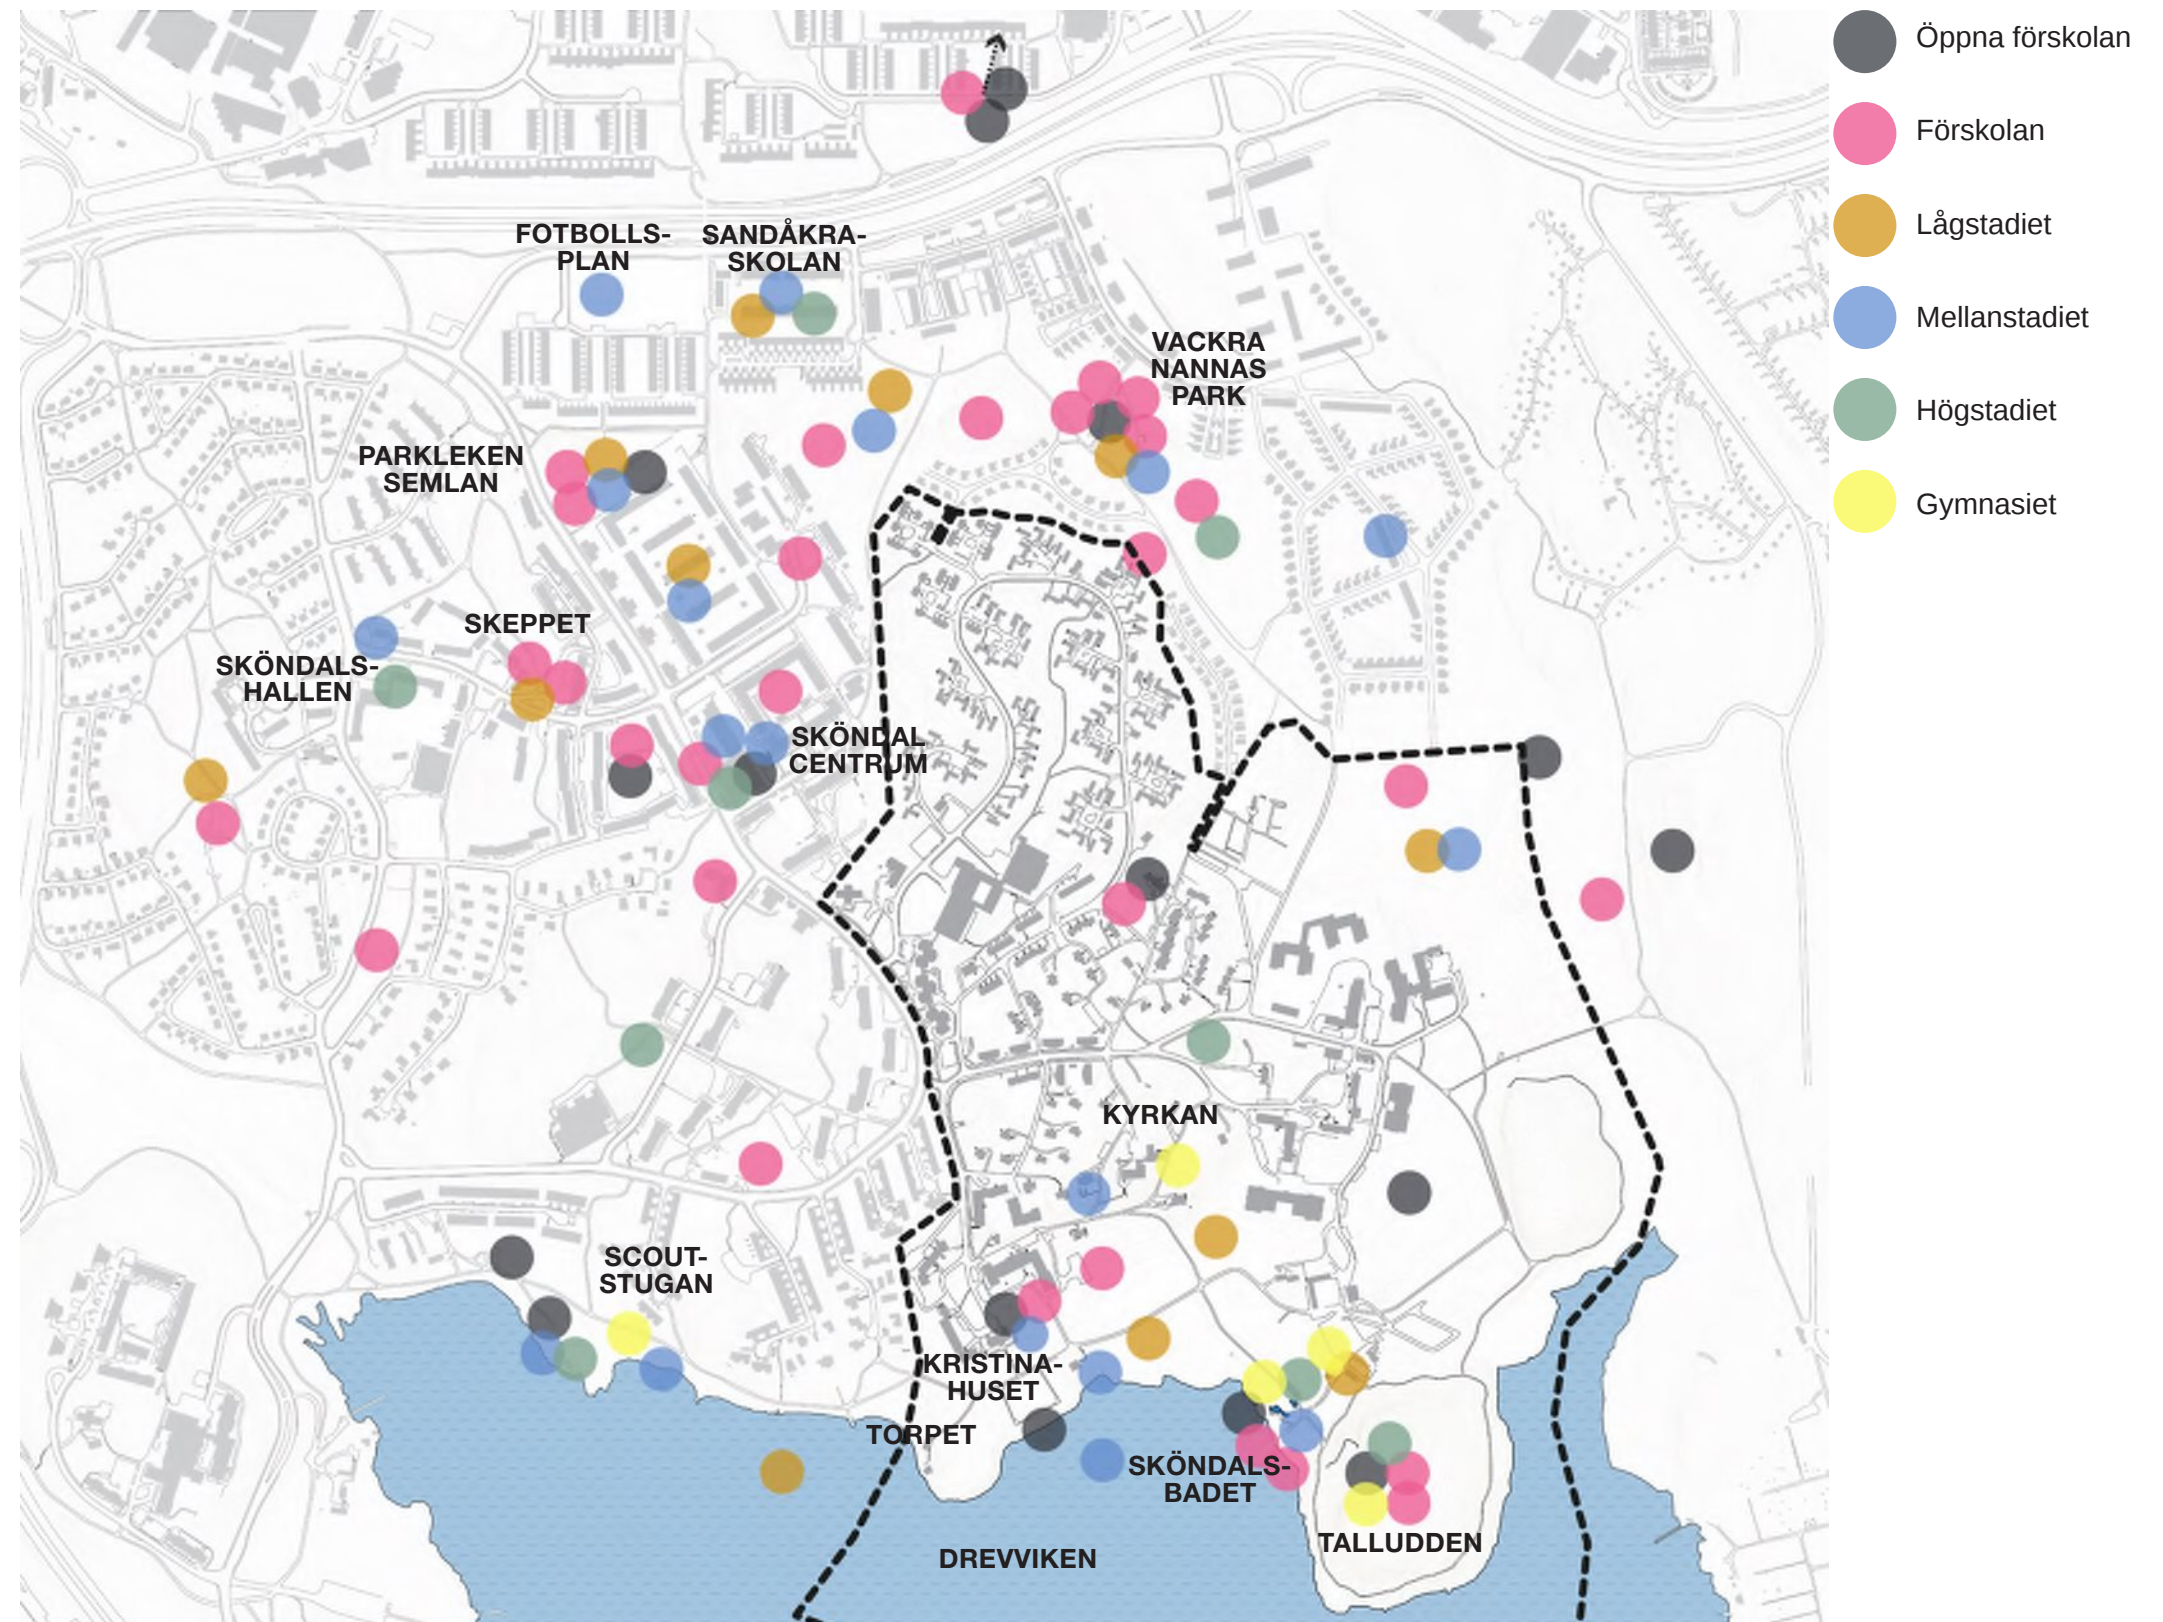 Öppna förskolan
Förskolan
Lågstadiet
Mellanstadiet
Högstadiet
Gymnasiet
FOTBOLLS-
PLAN
SANDÅKRA-
SKOLAN
VACKRA
NANNAS
PARK
PARKLEKEN
SEMLAN
SKEPPET
SKÖNDALS-
HALLEN
SKÖNDAL
CENTRUM
KYRKAN
SCOUT-
STUGAN
KRISTINA-
HUSET
TORPET
SKÖNDALS-
BADET
TALLUDDEN
DREVVIKEN